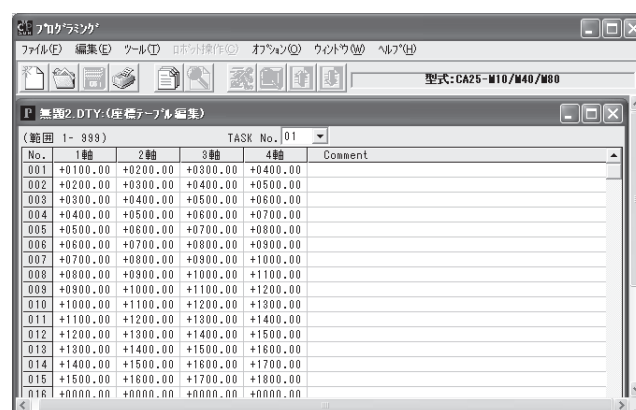 プログラミング
ファイル(F) 編集(E) ツール(T) ロボット操作(C) オプション(O) ウィンドウ(W) ヘルプ(H)
型式:CA25-M10/M40/M80
P 無題2.DTY:(座標テーブル編集)
(範囲 1- 999) TASK No. 01
No. 1軸 2軸 3軸 4軸 Comment
001 +0100.00 +0200.00 +0300.00 +0400.00
002 +0200.00 +0300.00 +0400.00 +0500.00
003 +0300.00 +0400.00 +0500.00 +0600.00
004 +0400.00 +0500.00 +0600.00 +0700.00
005 +0500.00 +0600.00 +0700.00 +0800.00
006 +0600.00 +0700.00 +0800.00 +0900.00
007 +0700.00 +0800.00 +0900.00 +1000.00
008 +0800.00 +0900.00 +1000.00 +1100.00
009 +0900.00 +1000.00 +1100.00 +1200.00
010 +1000.00 +1100.00 +1200.00 +1300.00
011 +1100.00 +1200.00 +1300.00 +1400.00
012 +1200.00 +1300.00 +1400.00 +1500.00
013 +1300.00 +1400.00 +1500.00 +1600.00
014 +1400.00 +1500.00 +1600.00 +1700.00
015 +1500.00 +1600.00 +1700.00 +1800.00
016 +0000.00 +0000.00 +0000.00 +0000.00